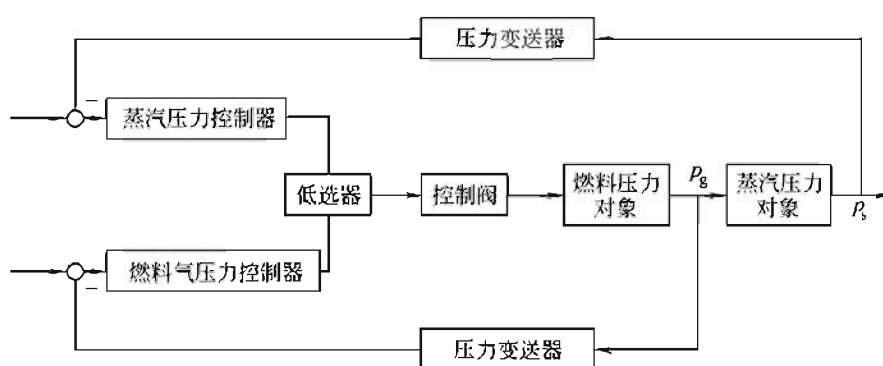 压力变送器
蒸汽压力控制器
低选器
控制阀
燃料压力
对象
p_g
蒸汽压力
对象
p_s
燃料气压力控制器
压力变送器